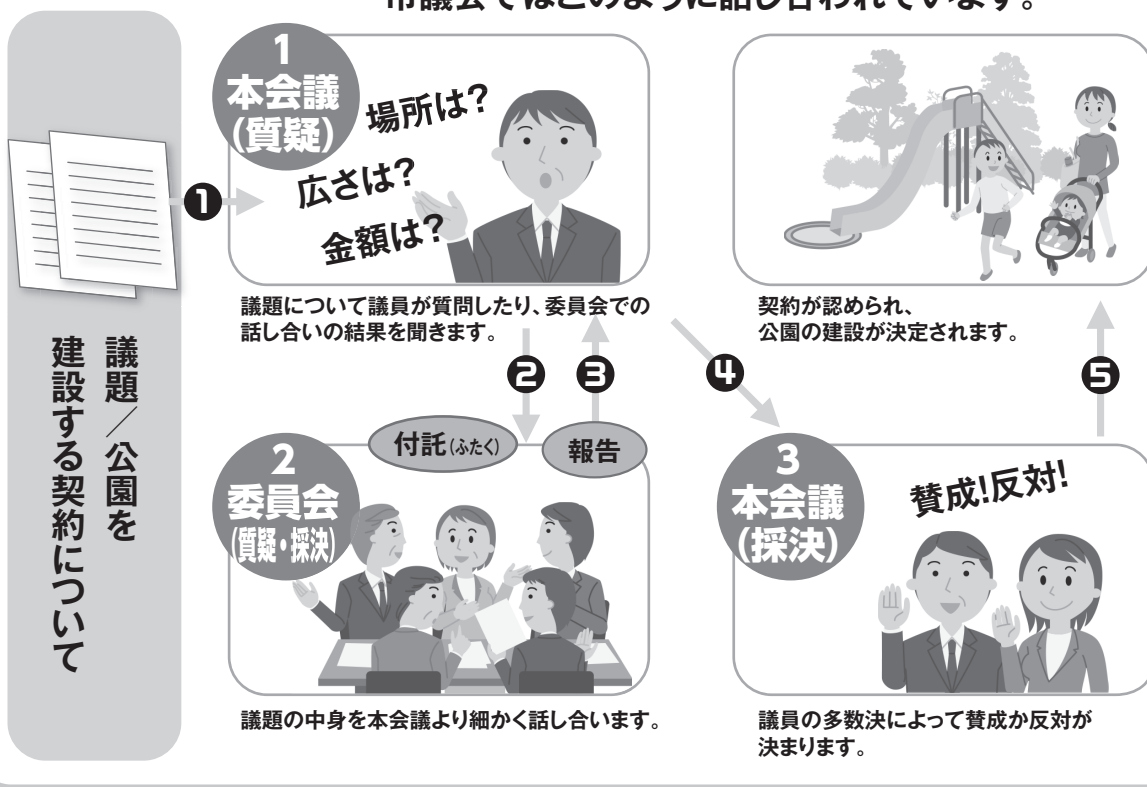 市議会ではこのように話し合われています。
議題／公園を
建設する契約について
❶
1
本会議
(質疑)
場所は?
広さは?
金額は?
議題について議員が質問したり、委員会での
話し合いの結果を聞きます。
❷
❸
付託(ふたく)
報告
2
委員会
(質疑・採決)
議題の中身を本会議より細かく話し合います。
❹
3
本会議
(採決)
賛成!反対!
議員の多数決によって賛成か反対が
決まります。
❺
契約が認められ、
公園の建設が決定されます。